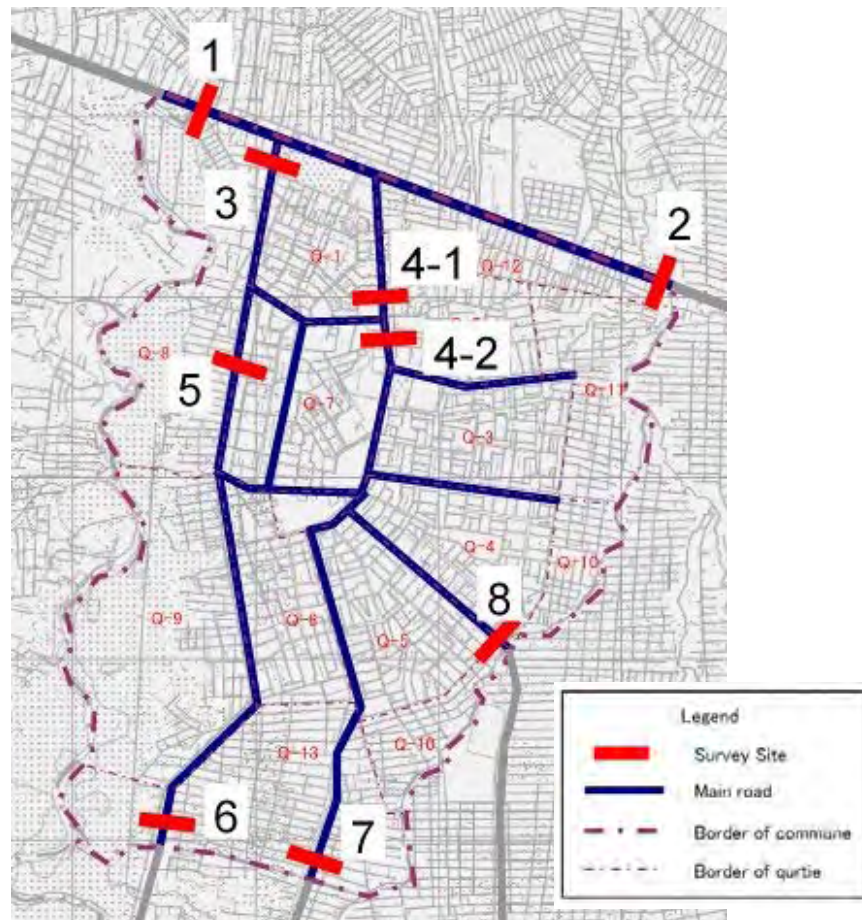 1
2
3
Q-1
4-1
Q-12
4-2
Q-8
5
Q-7
Q-11
Q-3
Q-4
Q-10
8
Q-9
Q-6
Q-5
Q-13
Q-10
6
7
Legend
Survey Site
Main road
Border of commune
Border of qurtie